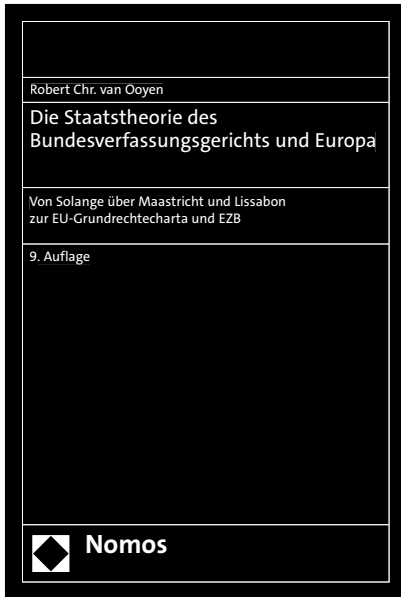 Robert Chr. van Ooyen
Die Staatstheorie des
Bundesverfassungsgerichts und Europa
Von Solange über Maastricht und Lissabon
zur EU-Grundrechtecharta und EZB
9. Auflage
Nomos